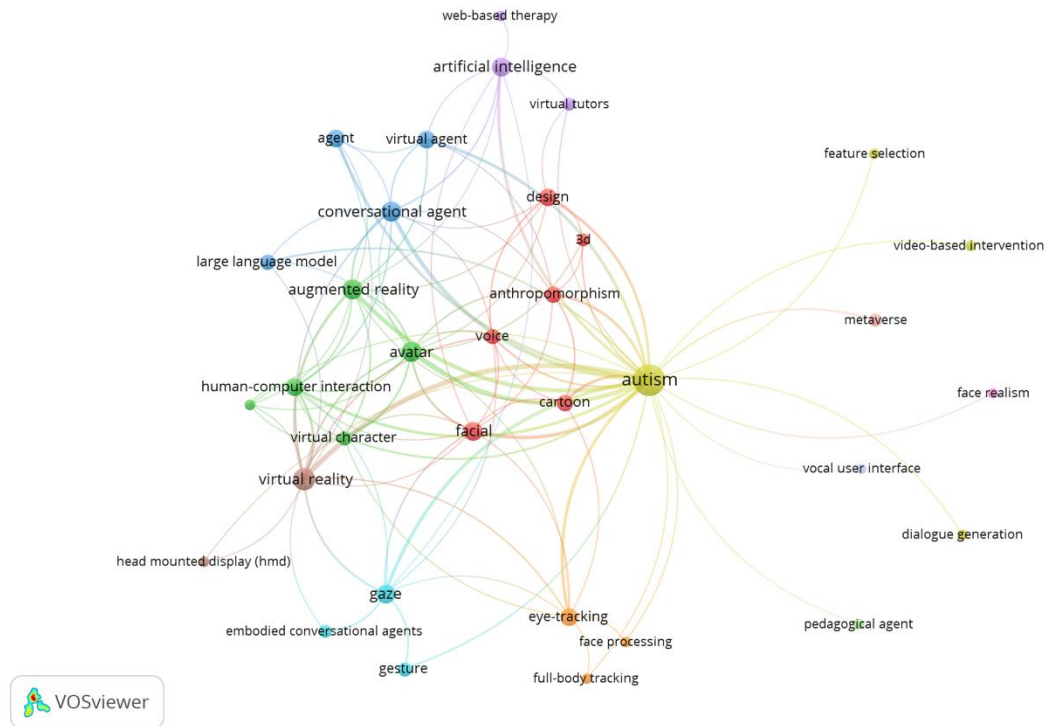 web-based therapy
artificial intelligence
virtual tutors
agent
virtual agent
feature selection
design
conversational agent
3d
video-based intervention
large language model
augmented reality
anthropomorphism
metaverse
voice
avatar
autism
human-computer interaction
face realism
cartoon
facial
virtual character
vocal user interface
virtual reality
dialogue generation
head mounted display (hmd)
gaze
eye-tracking
pedagogical agent
embodied conversational agents
face processing
gesture
full-body tracking
VOSviewer